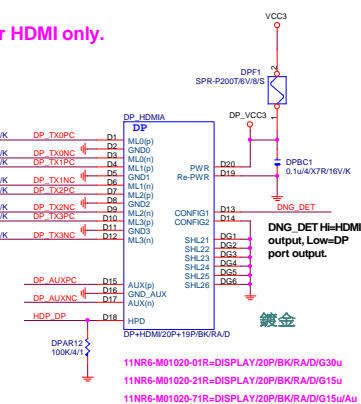 r HDMI only.
VCC3
DPF1
SPR-P200T/6V/8/S
2
1
DP_VCC3
DP_HDMIA
DP
/K DP_TX0PC D1 ML0(p)
D2 GND0
/K DP_TX0NC D3 ML0(n)
/K DP_TX1PC D4 ML1(p)
D5 GND1
/K DP_TX1NC D6 ML1(n)
/K DP_TX2PC D7 ML2(p)
D8 GND2
/K DP_TX2NC D9 ML2(n)
/K DP_TX3PC D10 ML3(p)
D11 GND3
/K DP_TX3NC D12 ML3(n)
PWR D20
Re-PWR D19
DPBC1
0.1u/4/X7R/16V/K
CONFIG1 D13 DNG_DET
CONFIG2 D14
DNG_DET Hi=HDMI
output, Low=DP
port output.
SHL21 DG1
SHL22 DG2
SHL23 DG3
SHL24 DG4
SHL25 DG5
SHL26 DG6
DP_AUXPC D15 AUX(p)
D16 GND_AUX
DP_AUXNC D17 AUX(n)
HDP_DP D18 HPD
鍍金
DP+HDMI/20P+19P/BK/RA/D
DPAR12
100K/4/1
11NR6-M01020-01R=DISPLAY/20P/BK/RA/D/G30u
11NR6-M01020-21R=DISPLAY/20P/BK/RA/D/G15u
11NR6-M01020-71R=DISPLAY/20P/BK/RA/D/G15u/Au